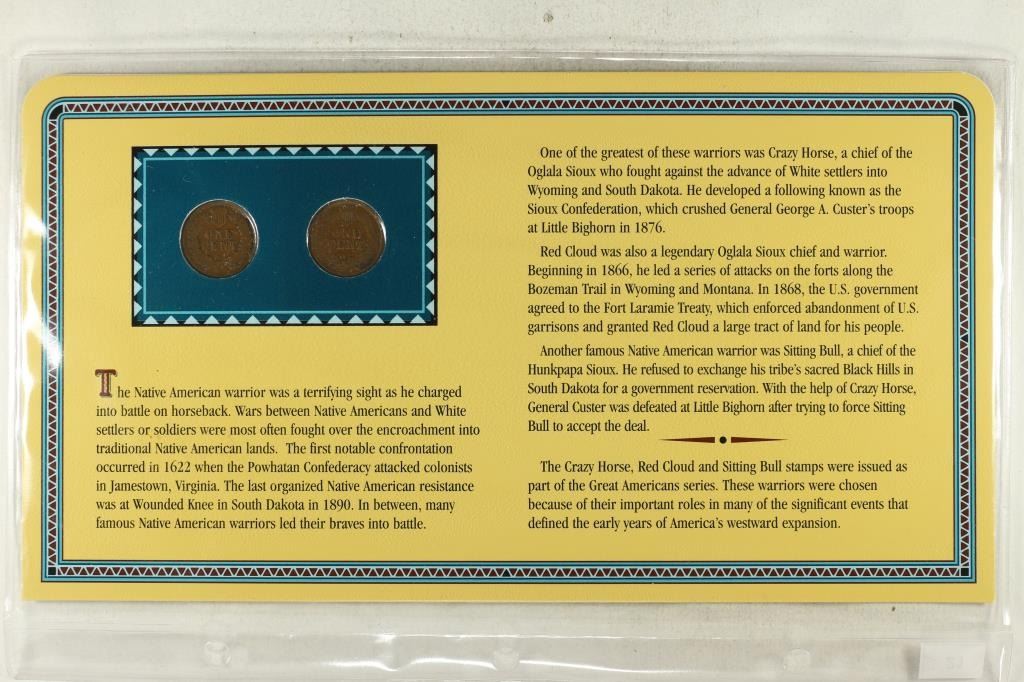 ONE
CENT
ONE
CENT
The Native American warrior was a terrifying sight as he charged
into battle on horseback. Wars between Native Americans and White
settlers or soldiers were most often fought over the encroachment into
traditional Native American lands.  The first notable confrontation
occurred in 1622 when the Powhatan Confederacy attacked colonists
in Jamestown, Virginia. The last organized Native American resistance
was at Wounded Knee in South Dakota in 1890. In between, many
famous Native American warriors led their braves into battle.
One of the greatest of these warriors was Crazy Horse, a chief of the
Oglala Sioux who fought against the advance of White settlers into
Wyoming and South Dakota. He developed a following known as the
Sioux Confederation, which crushed General George A. Custer's troops
at Little Bighorn in 1876.
Red Cloud was also a legendary Oglala Sioux chief and warrior.
Beginning in 1866, he led a series of attacks on the forts along the
Bozeman Trail in Wyoming and Montana. In 1868, the U.S. government
agreed to the Fort Laramie Treaty, which enforced abandonment of U.S.
garrisons and granted Red Cloud a large tract of land for his people.
Another famous Native American warrior was Sitting Bull, a chief of the
Hunkpapa Sioux. He refused to exchange his tribe's sacred Black Hills in
South Dakota for a government reservation. With the help of Crazy Horse,
General Custer was defeated at Little Bighorn after trying to force Sitting
Bull to accept the deal.
The Crazy Horse, Red Cloud and Sitting Bull stamps were issued as
part of the Great Americans series. These warriors were chosen
because of their important roles in many of the significant events that
defined the early years of America's westward expansion.